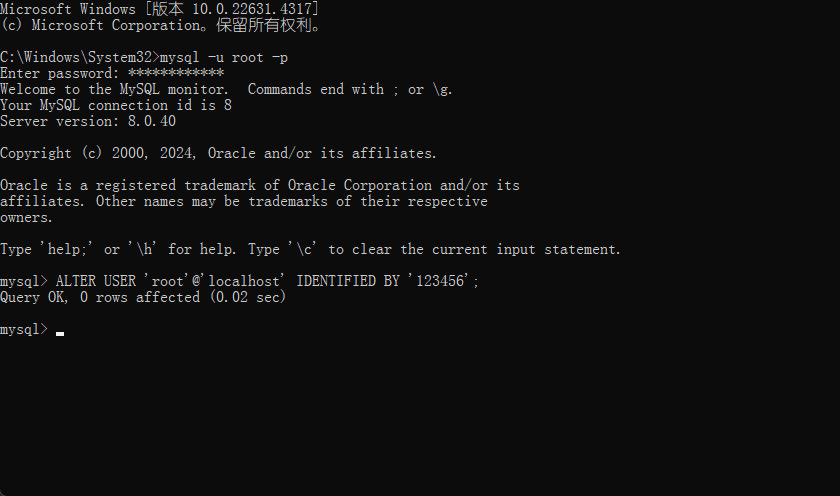 Microsoft Windows [版本 10.0.22631.4317]
(c) Microsoft Corporation。保留所有权利。
C:\Windows\System32>mysql -u root -p
Enter password: ************
Welcome to the MySQL monitor.  Commands end with ; or \g.
Your MySQL connection id is 8
Server version: 8.0.40
Copyright (c) 2000, 2024, Oracle and/or its affiliates.
Oracle is a registered trademark of Oracle Corporation and/or its
affiliates. Other names may be trademarks of their respective
owners.
Type 'help;' or '\h' for help. Type '\c' to clear the current input statement.
mysql> ALTER USER 'root'@'localhost' IDENTIFIED BY '123456';
Query OK, 0 rows affected (0.02 sec)
mysql>